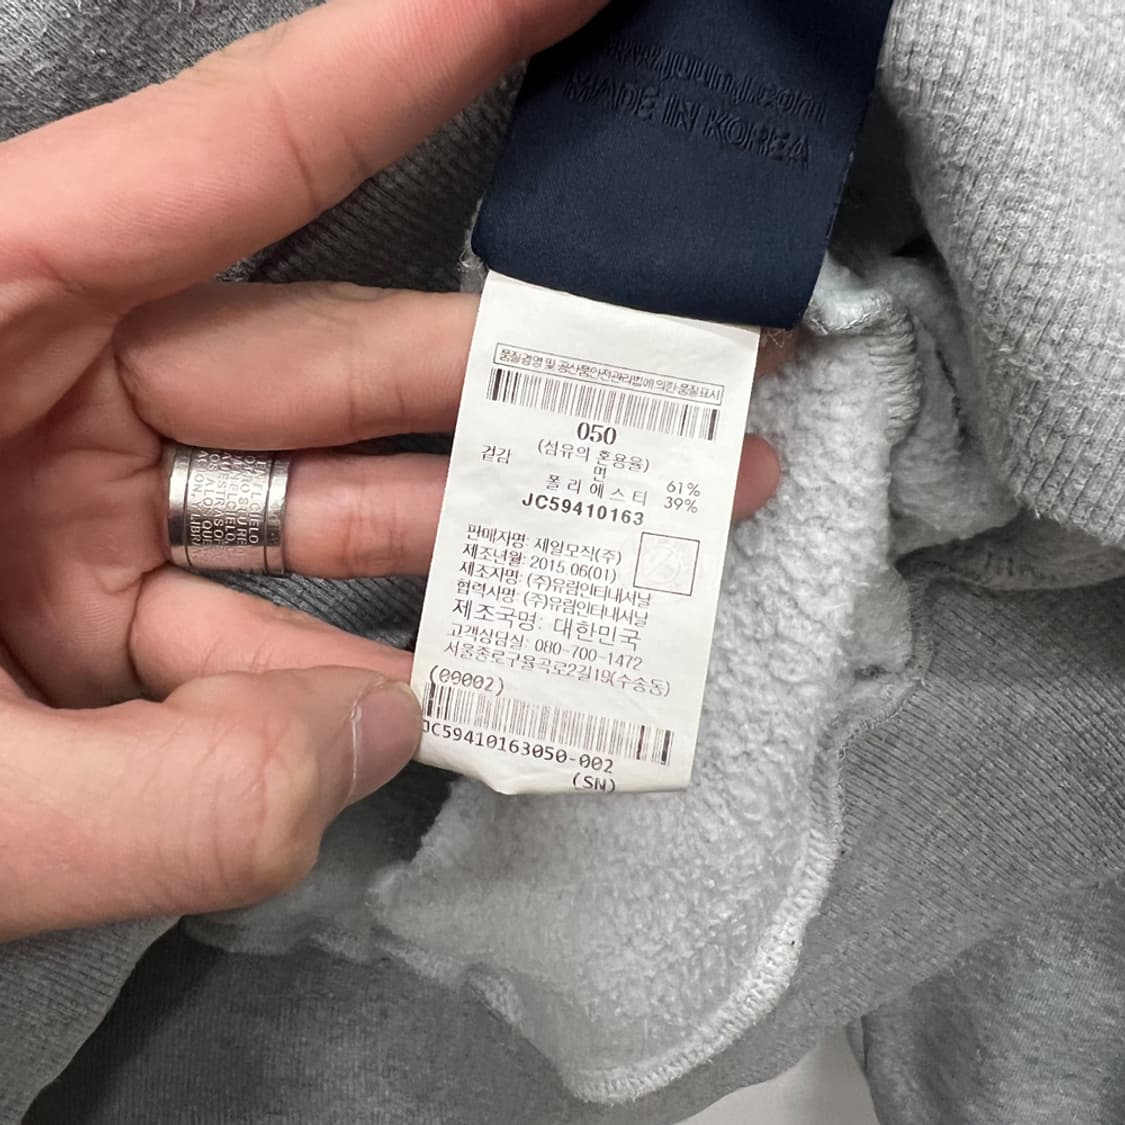 MADE IN KOREA
품질경영 및 공산품안전관리법에 의한 품질표시
050
(섬유의 혼용율)
겉감
면 61%
폴리에스터 39%
JC59410163
판매자명: 세일모직(주)
제조년월: 2015.06(01)
제조자명: (주)유림인터내셔날
협력사명: (주)유림인터내셔날
제조국명: 대한민국
고객상담실: 080-700-1472
서울종로구율곡로2길19(수송동)
(00002)
JC59410163050-002
(SN)